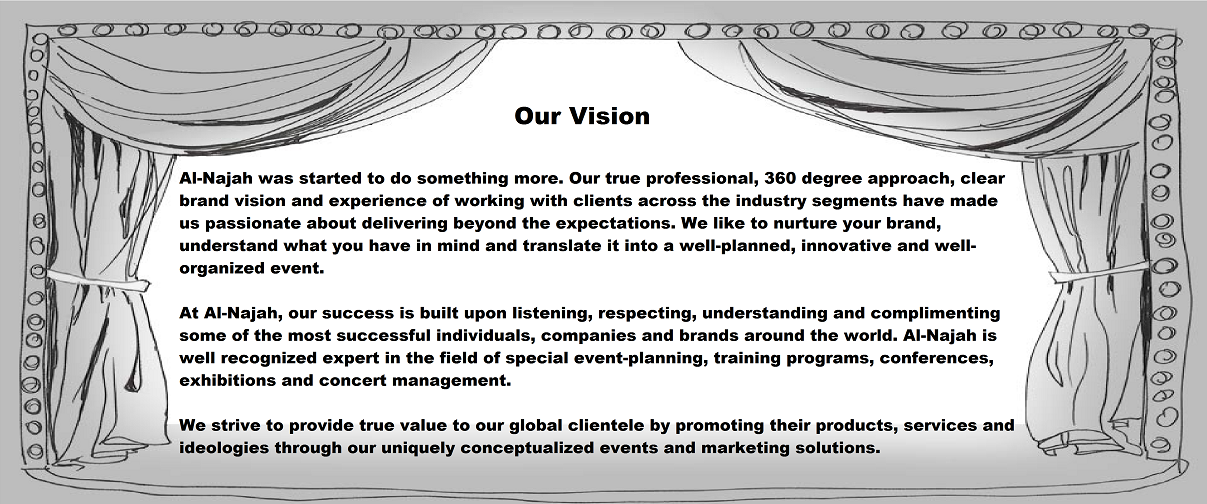 Our Vision
Al-Najah was started to do something more. Our true professional, 360 degree approach, clear
brand vision and experience of working with clients across the industry segments have made
us passionate about delivering beyond the expectations. We like to nurture your brand,
understand what you have in mind and translate it into a well-planned, innovative and well-
organized event.
At Al-Najah, our success is built upon listening, respecting, understanding and complimenting
some of the most successful individuals, companies and brands around the world. Al-Najah is
well recognized expert in the field of special event-planning, training programs, conferences,
exhibitions and concert management.
We strive to provide true value to our global clientele by promoting their products, services and
ideologies through our uniquely conceptualized events and marketing solutions.